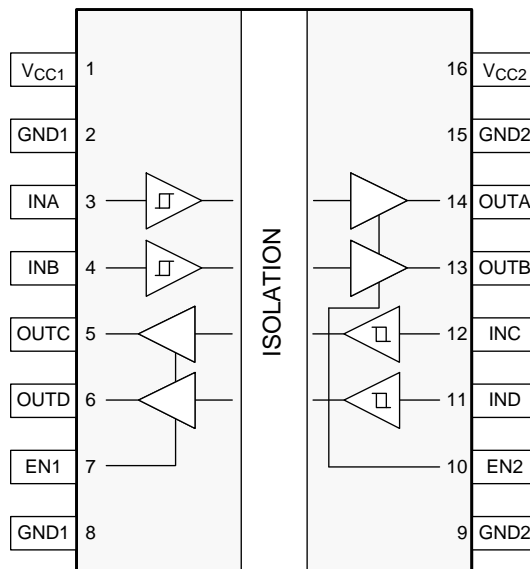 VCC1 1 16 VCC2
GND1 2 15 GND2
INA 3 14 OUTA
INB 4 13 OUTB
ISOLATION
OUTC 5 12 INC
OUTD 6 11 IND
EN1 7 10 EN2
GND1 8 9 GND2